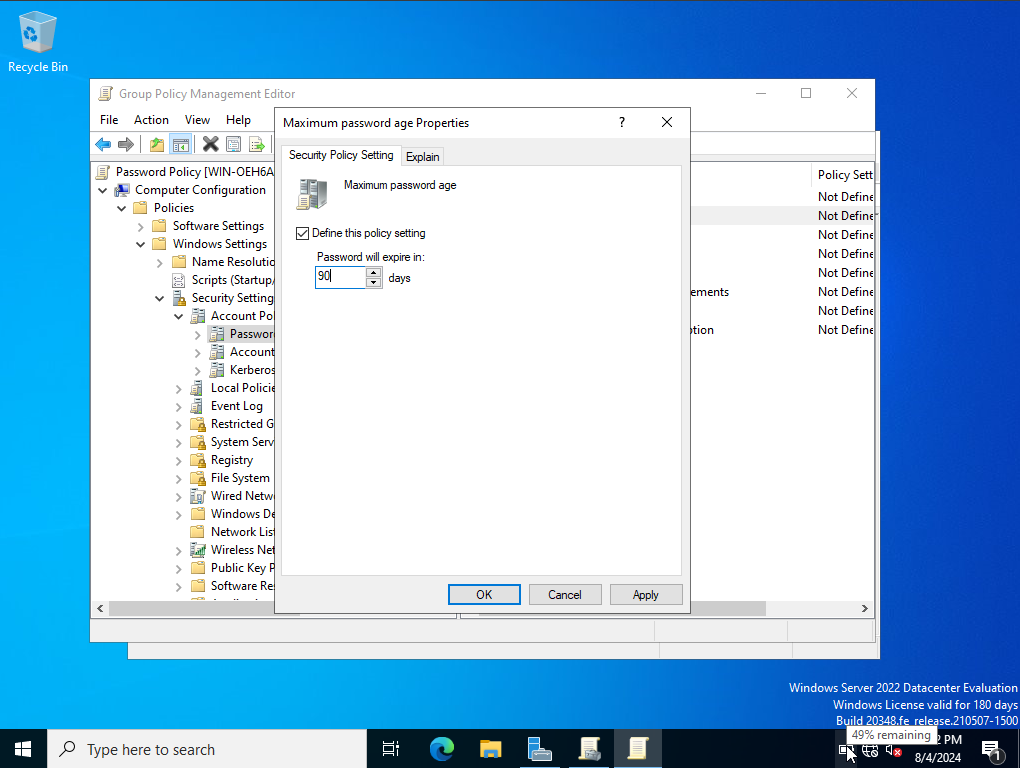 Recycle Bin
Group Policy Management Editor
File Action View Help
Maximum password age Properties
?
Security Policy Setting
Explain
Maximum password age
Define this policy setting
Password will expire in:
90
days
OK
Cancel
Apply
Password Policy [WIN-OEH6A
Computer Configuration
Policies
Software Settings
Windows Settings
Name Resolutio
Scripts (Startup/
Security Setting
Account Pol
Password
Account
Kerberos
Local Policie
Event Log
Restricted G
System Serv
Registry
File System
Wired Netw
Windows De
Network List
Wireless Net
Public Key P
Software Res
Policy Sett
Not Define
Not Define
Not Define
Not Define
Not Define
ements Not Define
Not Define
tion Not Define
Windows Server 2022 Datacenter Evaluation
Windows License valid for 180 days
Build 20348.fe_release.210507-1500
49% remaining
2 PM
8/4/2024
1
Type here to search